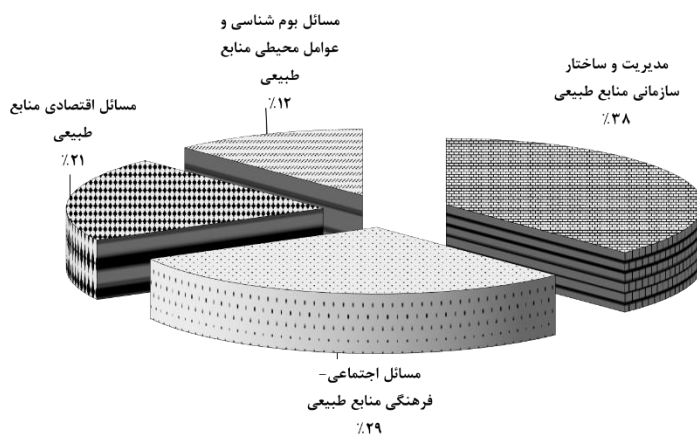 مسائل بوم شناسی و
عوامل محیطی منابع
طبیعی
٪۱۲
مدیریت و ساختار
سازمانی منابع طبیعی
٪۳۸
مسائل اقتصادی منابع
طبیعی
٪۲۱
مسائل اجتماعی-
فرهنگی منابع طبیعی
٪۲۹